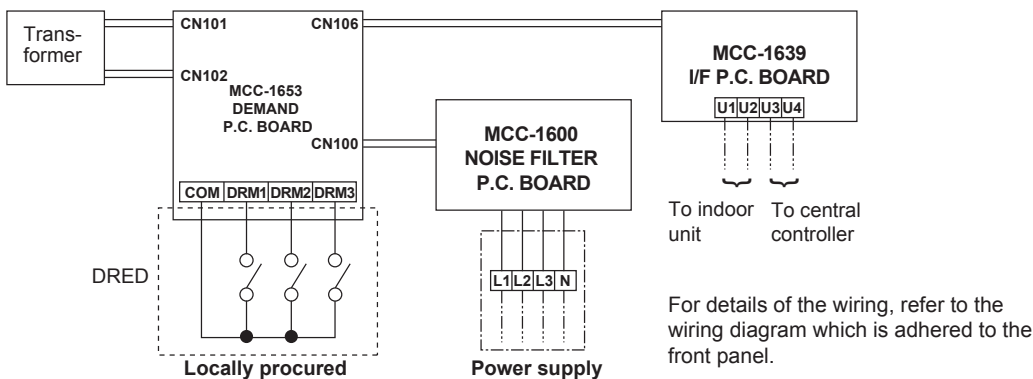 Trans-
former
CN101
CN106
CN102
MCC-1653
DEMAND
P.C. BOARD
CN100
COM DRM1 DRM2 DRM3
DRED
Locally procured
MCC-1600
NOISE FILTER
P.C. BOARD
L1 L2 L3 N
Power supply
MCC-1639
I/F P.C. BOARD
U1 U2 U3 U4
To indoor
unit
To central
controller
For details of the wiring, refer to the
wiring diagram which is adhered to the
front panel.